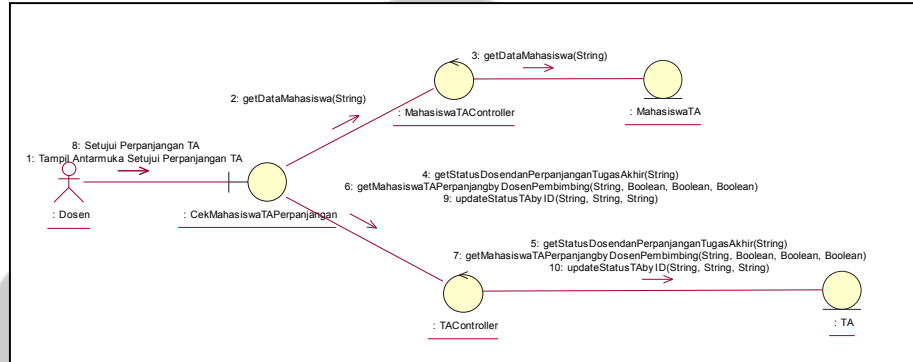 3: getDataMahasiswa(String)
2: getDataMahasiswa(String)
: MahasiswaTAController
: MahasiswaTA
8: Setujui Perpanjangan TA
1: Tampil Antarmuka Setujui Perpanjangan TA
4: getStatusDosendanPerpanjanganTugasAkhir(String)
6: getMahasiswaTAPerpanjangbyDosenPembimbing(String, Boolean, Boolean, Boolean)
9: updateStatusTAbyID(String, String, String)
: Dosen
: CekMahasiswaTAPerpanjangan
5: getStatusDosendanPerpanjanganTugasAkhir(String)
7: getMahasiswaTAPerpanjangbyDosenPembimbing(String, Boolean, Boolean, Boolean)
10: updateStatusTAbyID(String, String, String)
: TAController
: TA